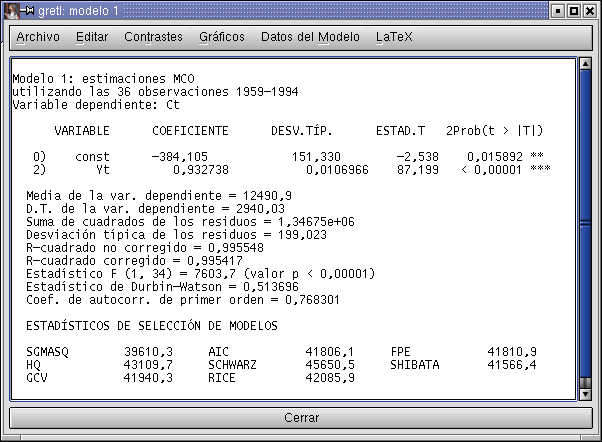 gretl: modelo 1
Archivo Editar Contrastes Gráficos Datos del Modelo LaTeX
Modelo 1: estimaciones MCO
utilizando las 36 observaciones 1959-1994
Variable dependiente: Ct
VARIABLE COEFICIENTE DESV.TÍP. ESTAD.T 2Prob(t > |T|)
0) const -384,105 151,330 -2,538 0,015892 **
2) Yt 0,932738 0,0106966 87,199 < 0,00001 ***
Media de la var. dependiente = 12490,9
D.T. de la var. dependiente = 2940,03
Suma de cuadrados de los residuos = 1,34675e+06
Desviación típica de los residuos = 199,023
R-cuadrado no corregido = 0,995548
R-cuadrado corregido = 0,995417
Estadístico F (1, 34) = 7603,7 (valor p < 0,00001)
Estadístico de Durbin-Watson = 0,513696
Coef. de autocorr. de primer orden = 0,768301
ESTADÍSTICOS DE SELECCIÓN DE MODELOS
SGMASQ 39610,3 AIC 41806,1 FPE 41810,9
HQ 43109,7 SCHWARZ 45650,5 SHIBATA 41566,4
GCV 41940,3 RICE 42085,9
Cerrar